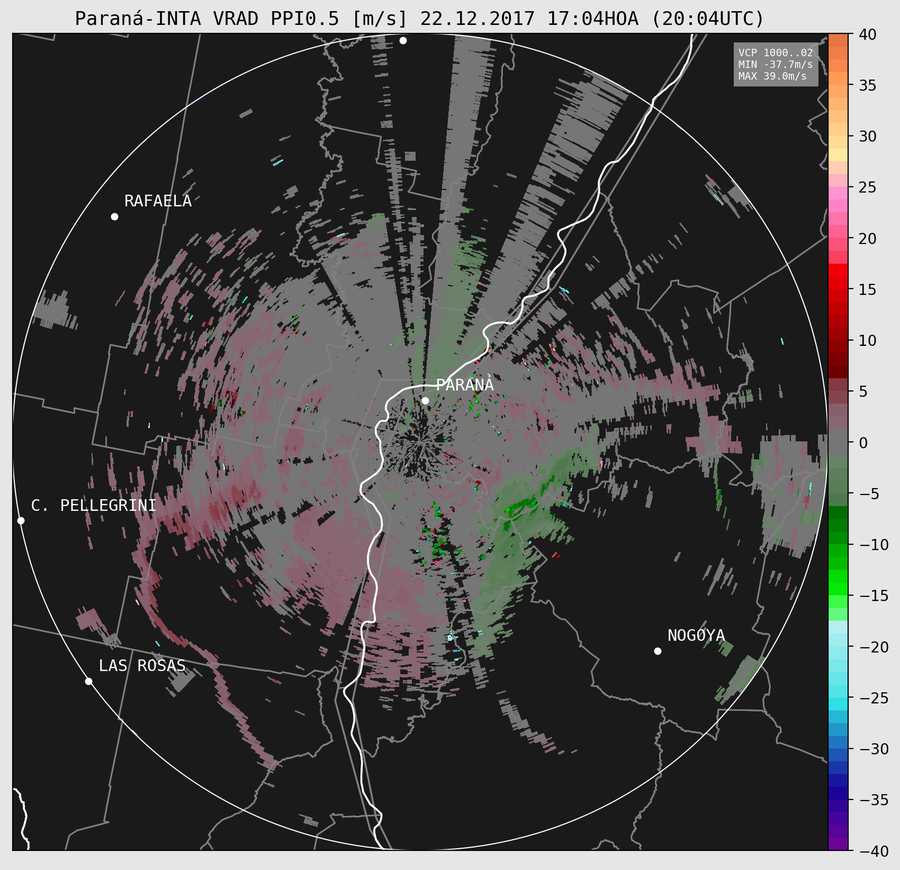 Paraná-INTA VRAD PPI0.5 [m/s] 22.12.2017 17:04HOA (20:04UTC)
VCP 1000..02
MIN -37.7m/s
MAX 39.0m/s
RAFAELA
PARANÁ
C. PELLEGRINI
NOGOYA
LAS ROSAS
40
35
30
25
20
15
10
5
0
−5
−10
−15
−20
−25
−30
−35
−40